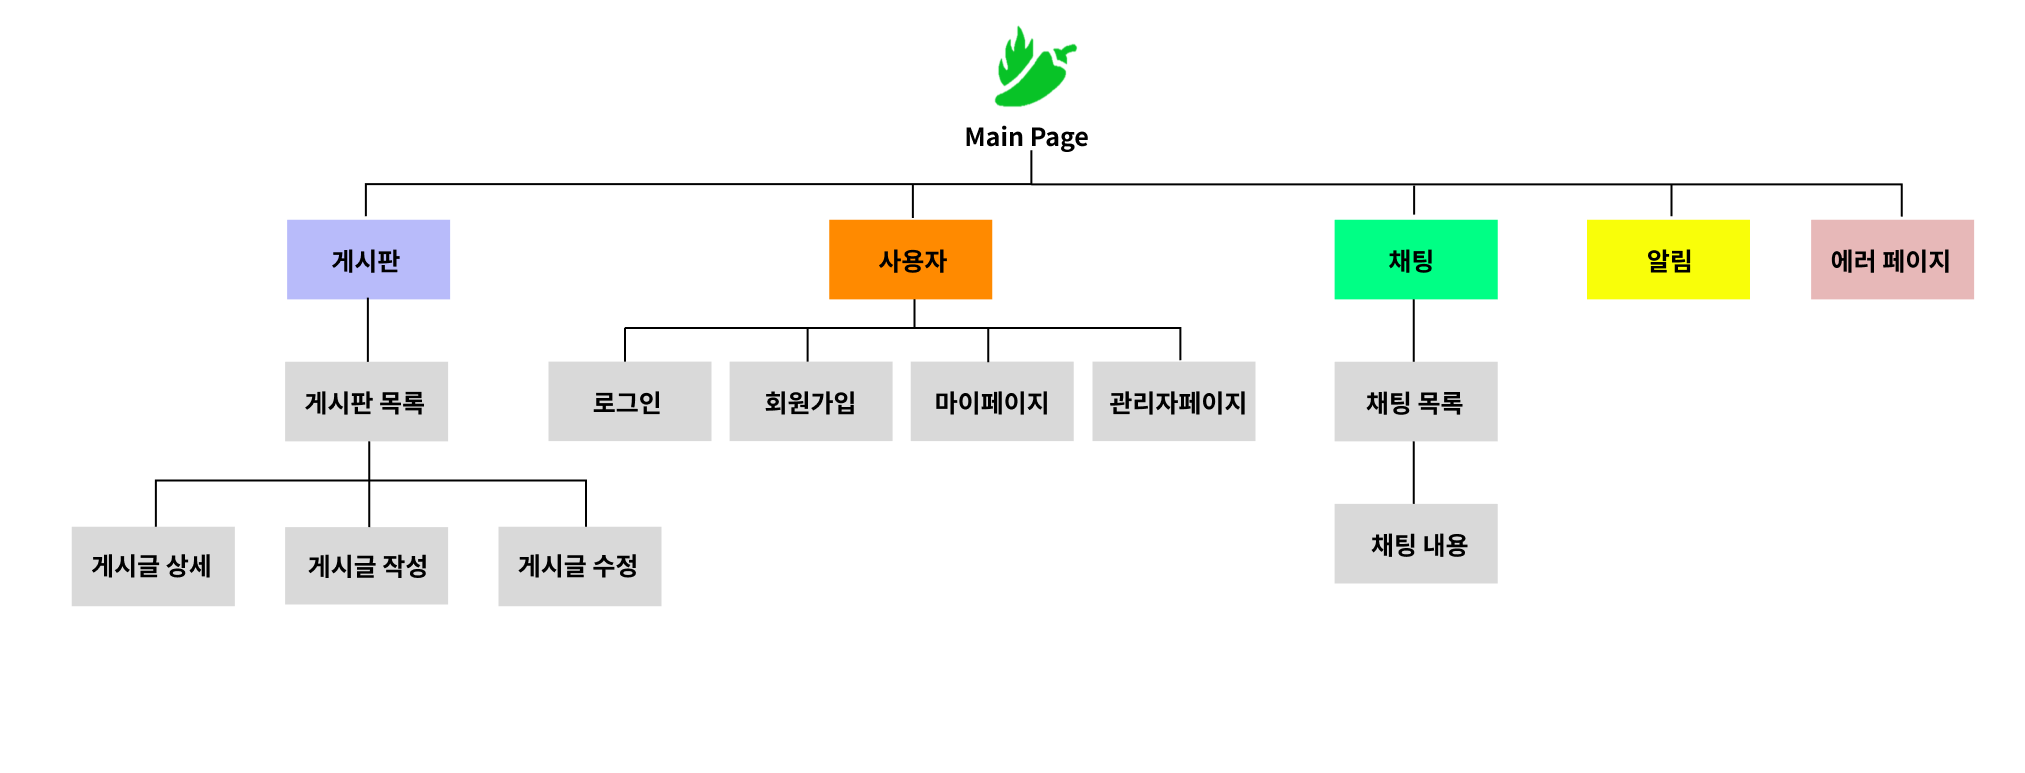 Main Page
게시판
사용자
채팅
알림
에러 페이지
게시판 목록
로그인
회원가입
마이페이지
관리자페이지
채팅 목록
게시글 상세
게시글 작성
게시글 수정
채팅 내용